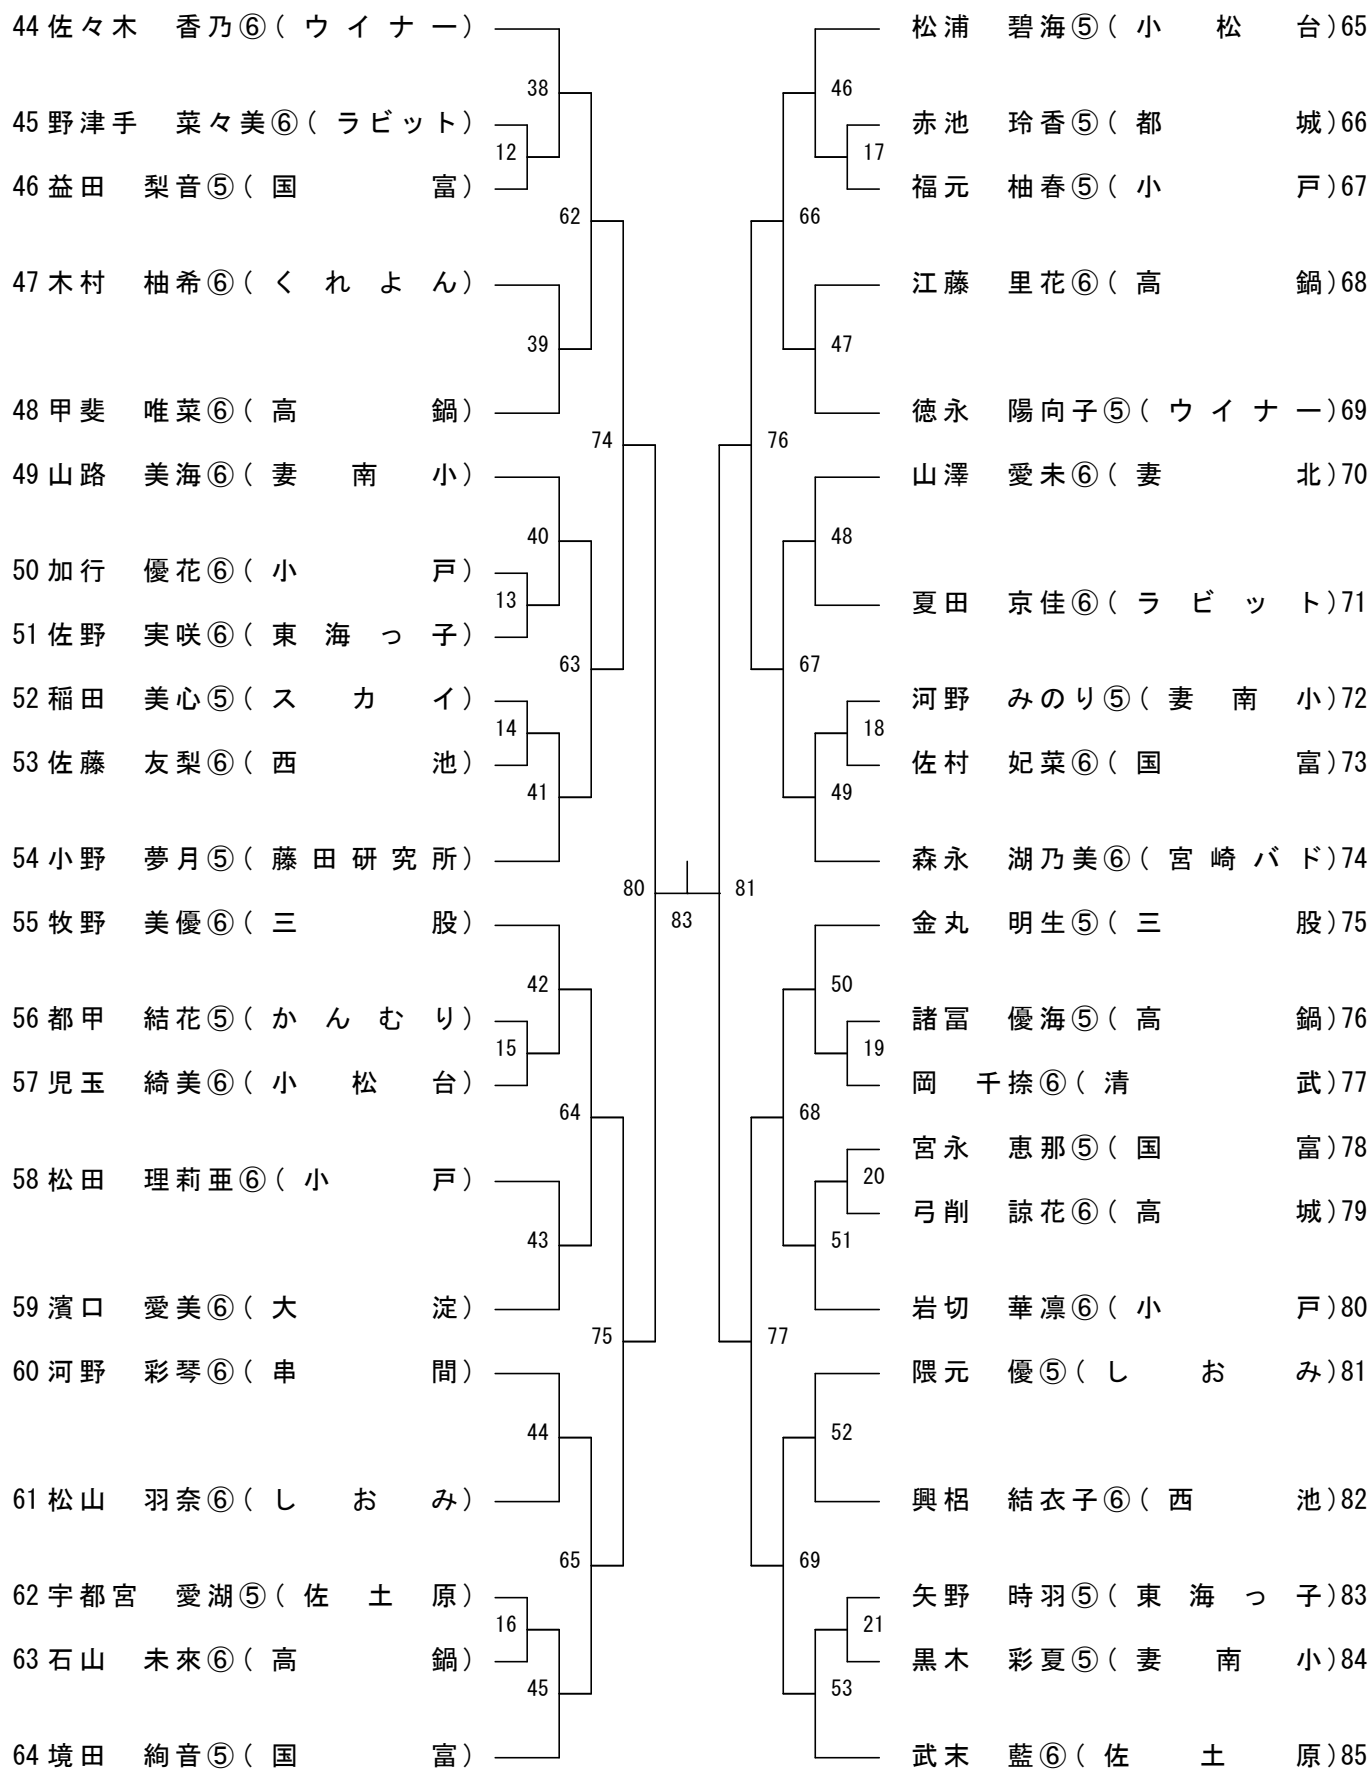 44 佐々木 香乃⑥(ウイナー)
松浦 碧海⑤(小松台)65
38
46
45 野津手 菜々美⑥(ラビット)
赤池 玲香⑤(都城)66
12
17
46 益田 梨音⑤(国富)
福元 柚春⑤(小戸)67
62
66
47 木村 柚希⑥(くれよん)
江藤 里花⑥(高鍋)68
39
47
48 甲斐 唯菜⑥(高鍋)
徳永 陽向子⑤(ウイナー)69
74
76
49 山路 美海⑥(妻南小)
山澤 愛未⑥(妻北)70
40
48
50 加行 優花⑥(小戸)
13
夏田 京佳⑥(ラビット)71
51 佐野 実咲⑥(東海っ子)
63
67
52 稲田 美心⑤(スカイ)
河野 みのり⑤(妻南小)72
14
18
53 佐藤 友梨⑥(西池)
佐村 妃菜⑥(国富)73
41
49
54 小野 夢月⑤(藤田研究所)
森永 湖乃美⑥(宮崎バド)74
80
81
83
55 牧野 美優⑥(三股)
金丸 明生⑤(三股)75
42
50
56 都甲 結花⑤(かんむり)
諸冨 優海⑤(高鍋)76
15
19
57 児玉 綺美⑥(小松台)
岡 千捺⑥(清武)77
64
68
宮永 恵那⑤(国富)78
58 松田 理莉亜⑥(小戸)
20
弓削 諒花⑥(高城)79
43
51
59 濱口 愛美⑥(大淀)
岩切 華凛⑥(小戸)80
75
77
60 河野 彩琴⑥(串間)
隈元 優⑤(しおみ)81
44
52
61 松山 羽奈⑥(しおみ)
興梠 結衣子⑥(西池)82
65
69
62 宇都宮 愛湖⑤(佐土原)
矢野 時羽⑤(東海っ子)83
16
21
63 石山 未來⑥(高鍋)
黒木 彩夏⑤(妻南小)84
45
53
64 境田 絢音⑤(国富)
武末 藍⑥(佐土原)85